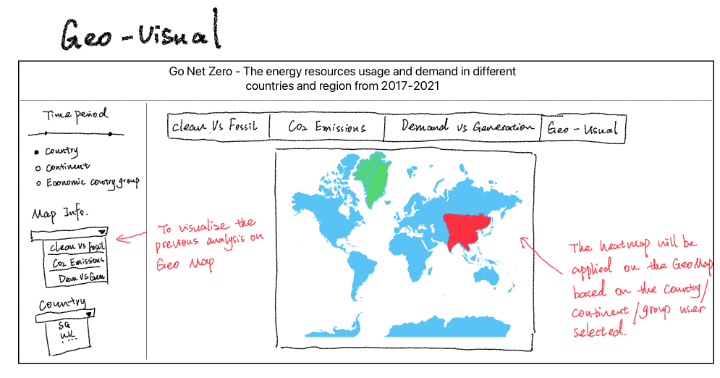 Geo-Visual
Go Net Zero - The energy resources usage and demand in different
countries and region from 2017-2021
Time period
Country
Continent
Economic country group
Map Info.
Clean vs Fossil
CO2 Emissions
Dem vs Gen
Country
SG
UK
Clean Vs Fossil
CO2 Emissions
Demand vs Generation
Geo-Visual
To visualize the
previous analysis on
Geo Map
The heatmap will be
applied on the GeoMap
based on the Country/
continent/group user
selected.